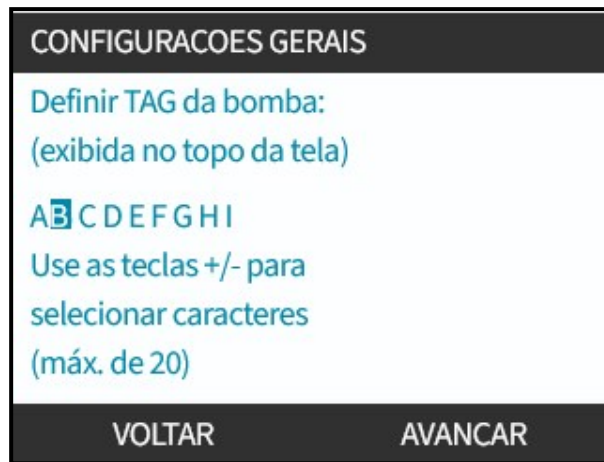 CONFIGURACOES GERAIS
Definir TAG da bomba:
(exibida no topo da tela)
A B C D E F G H I
Use as teclas +/- para
selecionar caracteres
(máx. de 20)
VOLTAR AVANCAR